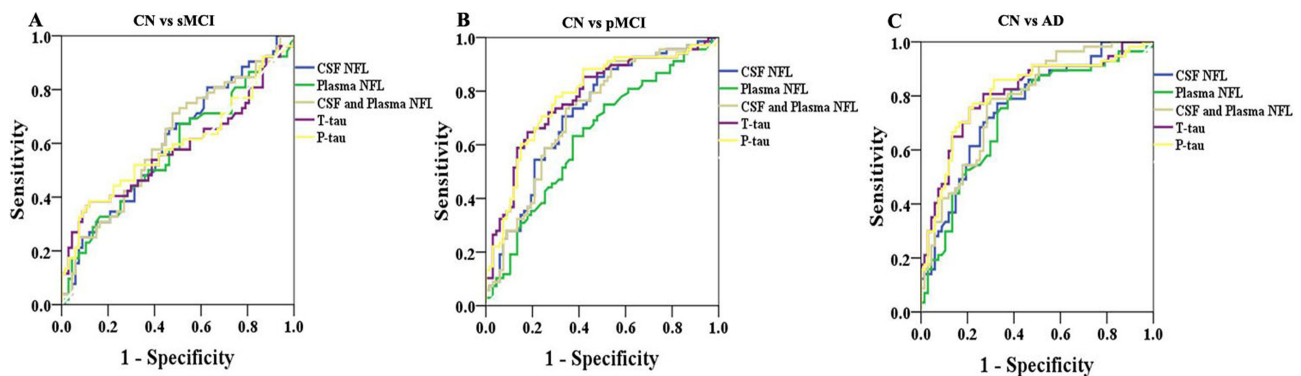 A
CN vs sMCI
1.0
0.8
0.6
0.4
0.2
0.0
0.0 0.2 0.4 0.6 0.8 1.0
Sensitivity
1 - Specificity
CSF NFL
Plasma NFL
CSF and Plasma NFL
T-tau
P-tau
B
CN vs pMCI
1.0
0.8
0.6
0.4
0.2
0.0
0.0 0.2 0.4 0.6 0.8 1.0
Sensitivity
1 - Specificity
CSF NFL
Plasma NFL
CSF and Plasma NFL
T-tau
P-tau
C
CN vs AD
1.0
0.8
0.6
0.4
0.2
0.0
0.0 0.2 0.4 0.6 0.8 1.0
Sensitivity
1 - Specificity
CSF NFL
Plasma NFL
CSF and Plasma NFL
T-tau
P-tau